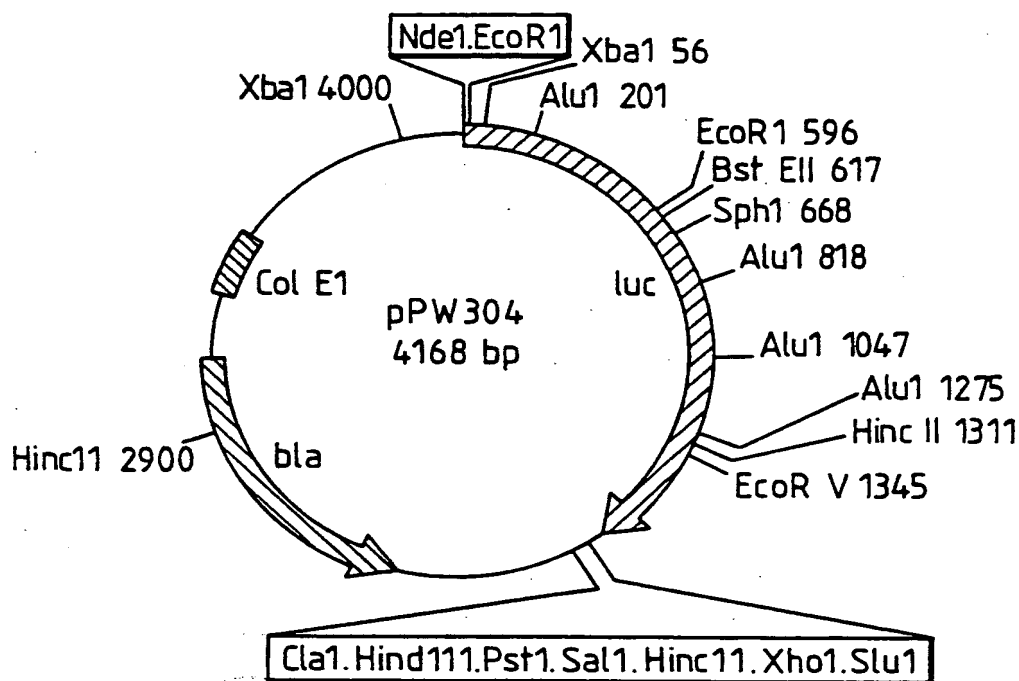 Nde1.EcoR1
Xba1 56
Xba1 4000
Alu1 201
EcoR1 596
Bst EII 617
Sph1 668
Alu1 818
luc
Col E1
pPW304
4168 bp
Alu1 1047
Alu1 1275
Hinc II 1311
EcoR V 1345
Hinc11 2900
bla
Cla1.Hind111.Pst1.Sal1.Hinc11.Xho1.Slu1